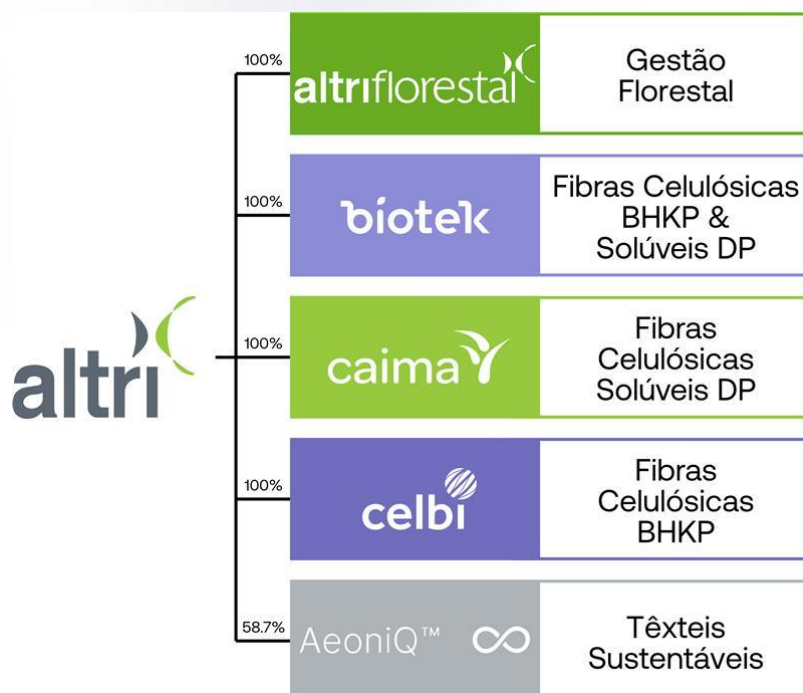 altri
100%
altriflorestal
Gestão
Florestal
100%
biotek
Fibras Celulósicas
BHKP &
Solúveis DP
100%
caima
Fibras
Celulósicas
Solúveis DP
100%
celbi
Fibras
Celulósicas
BHKP
58.7%
AeoniQ™
Têxteis
Sustentáveis